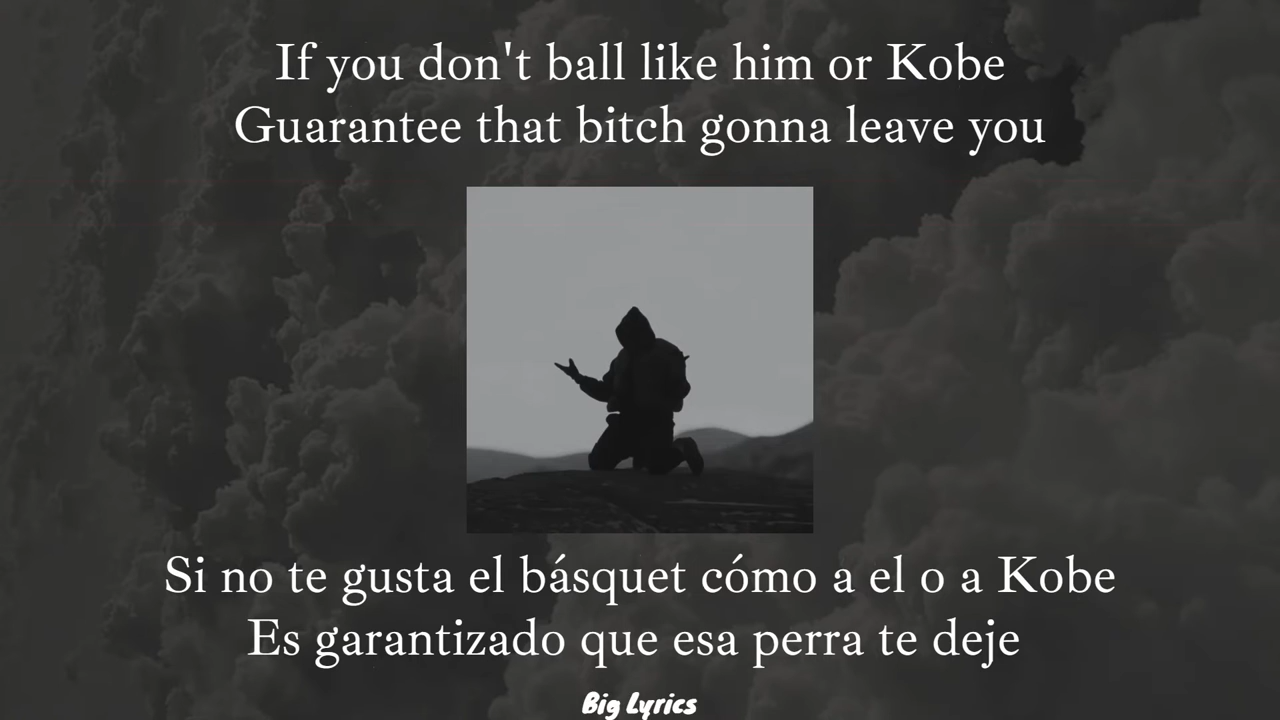 If you don't ball like him or Kobe
Guarantee that bitch gonna leave you
Si no te gusta el básquet cómo a el o a Kobe
Es garantizado que esa perra te deje
Big Lyrics